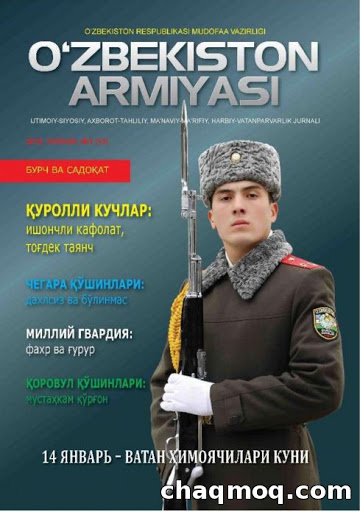 O'ZBEKISTON RESPUBLIKASI MUDOFAA VAZIRLIGI
O'ZBEKISTON
ARMIYASI
IJTIMOIY-SIYOSIY, AXBOROT-TAHLILIY, MA'NAVIY-MA'RIFIY, HARBIY-VATANPARVARLIK JURNALI
БУРЧ ВА САДОҚАТ
ҚУРОЛЛИ КУЧЛАР:
ишончли кафолат,
тоғдек таянч
ЧЕГАРА ҚЎШИНЛАРИ:
дахлсиз ва бўлинмас
МИЛЛИЙ ГВАРДИЯ:
фахр ва ғурур
ҚОРОВУЛ ҚЎШИНЛАРИ:
мустаҳкам қўрғон
14 ЯНВАРЬ – ВАТАН ҲИМОЯЧИЛАРИ КУНИ
chaqmoq.com